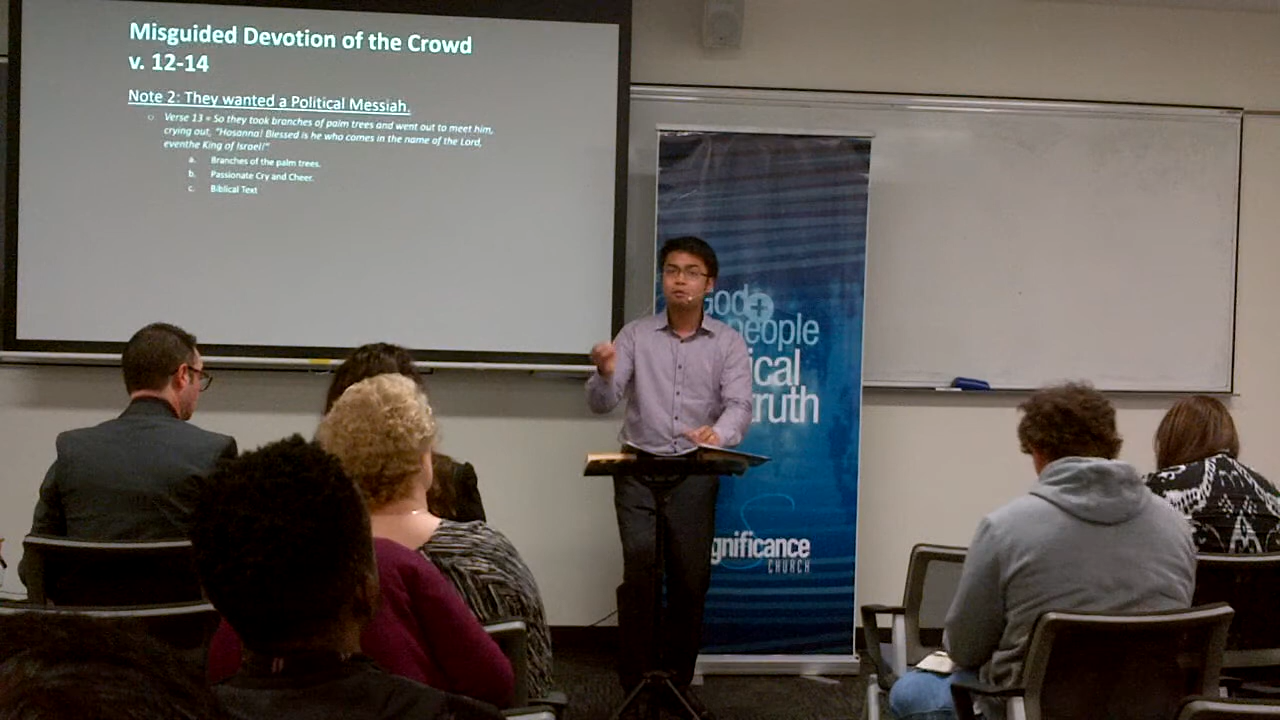 Misguided Devotion of the Crowd
v. 12-14
Note 2: They wanted a Political Messiah.
Verse 13 = So they took branches of palm trees and went out to meet him,
crying out, "Hosanna! Blessed is he who comes in the name of the Lord,
eventhe King of Israel!"
a. Branches of the palm trees.
b. Passionate Cry and Cheer.
c. Biblical Text
God+
people
ical
truth
gnificance
CHURCH